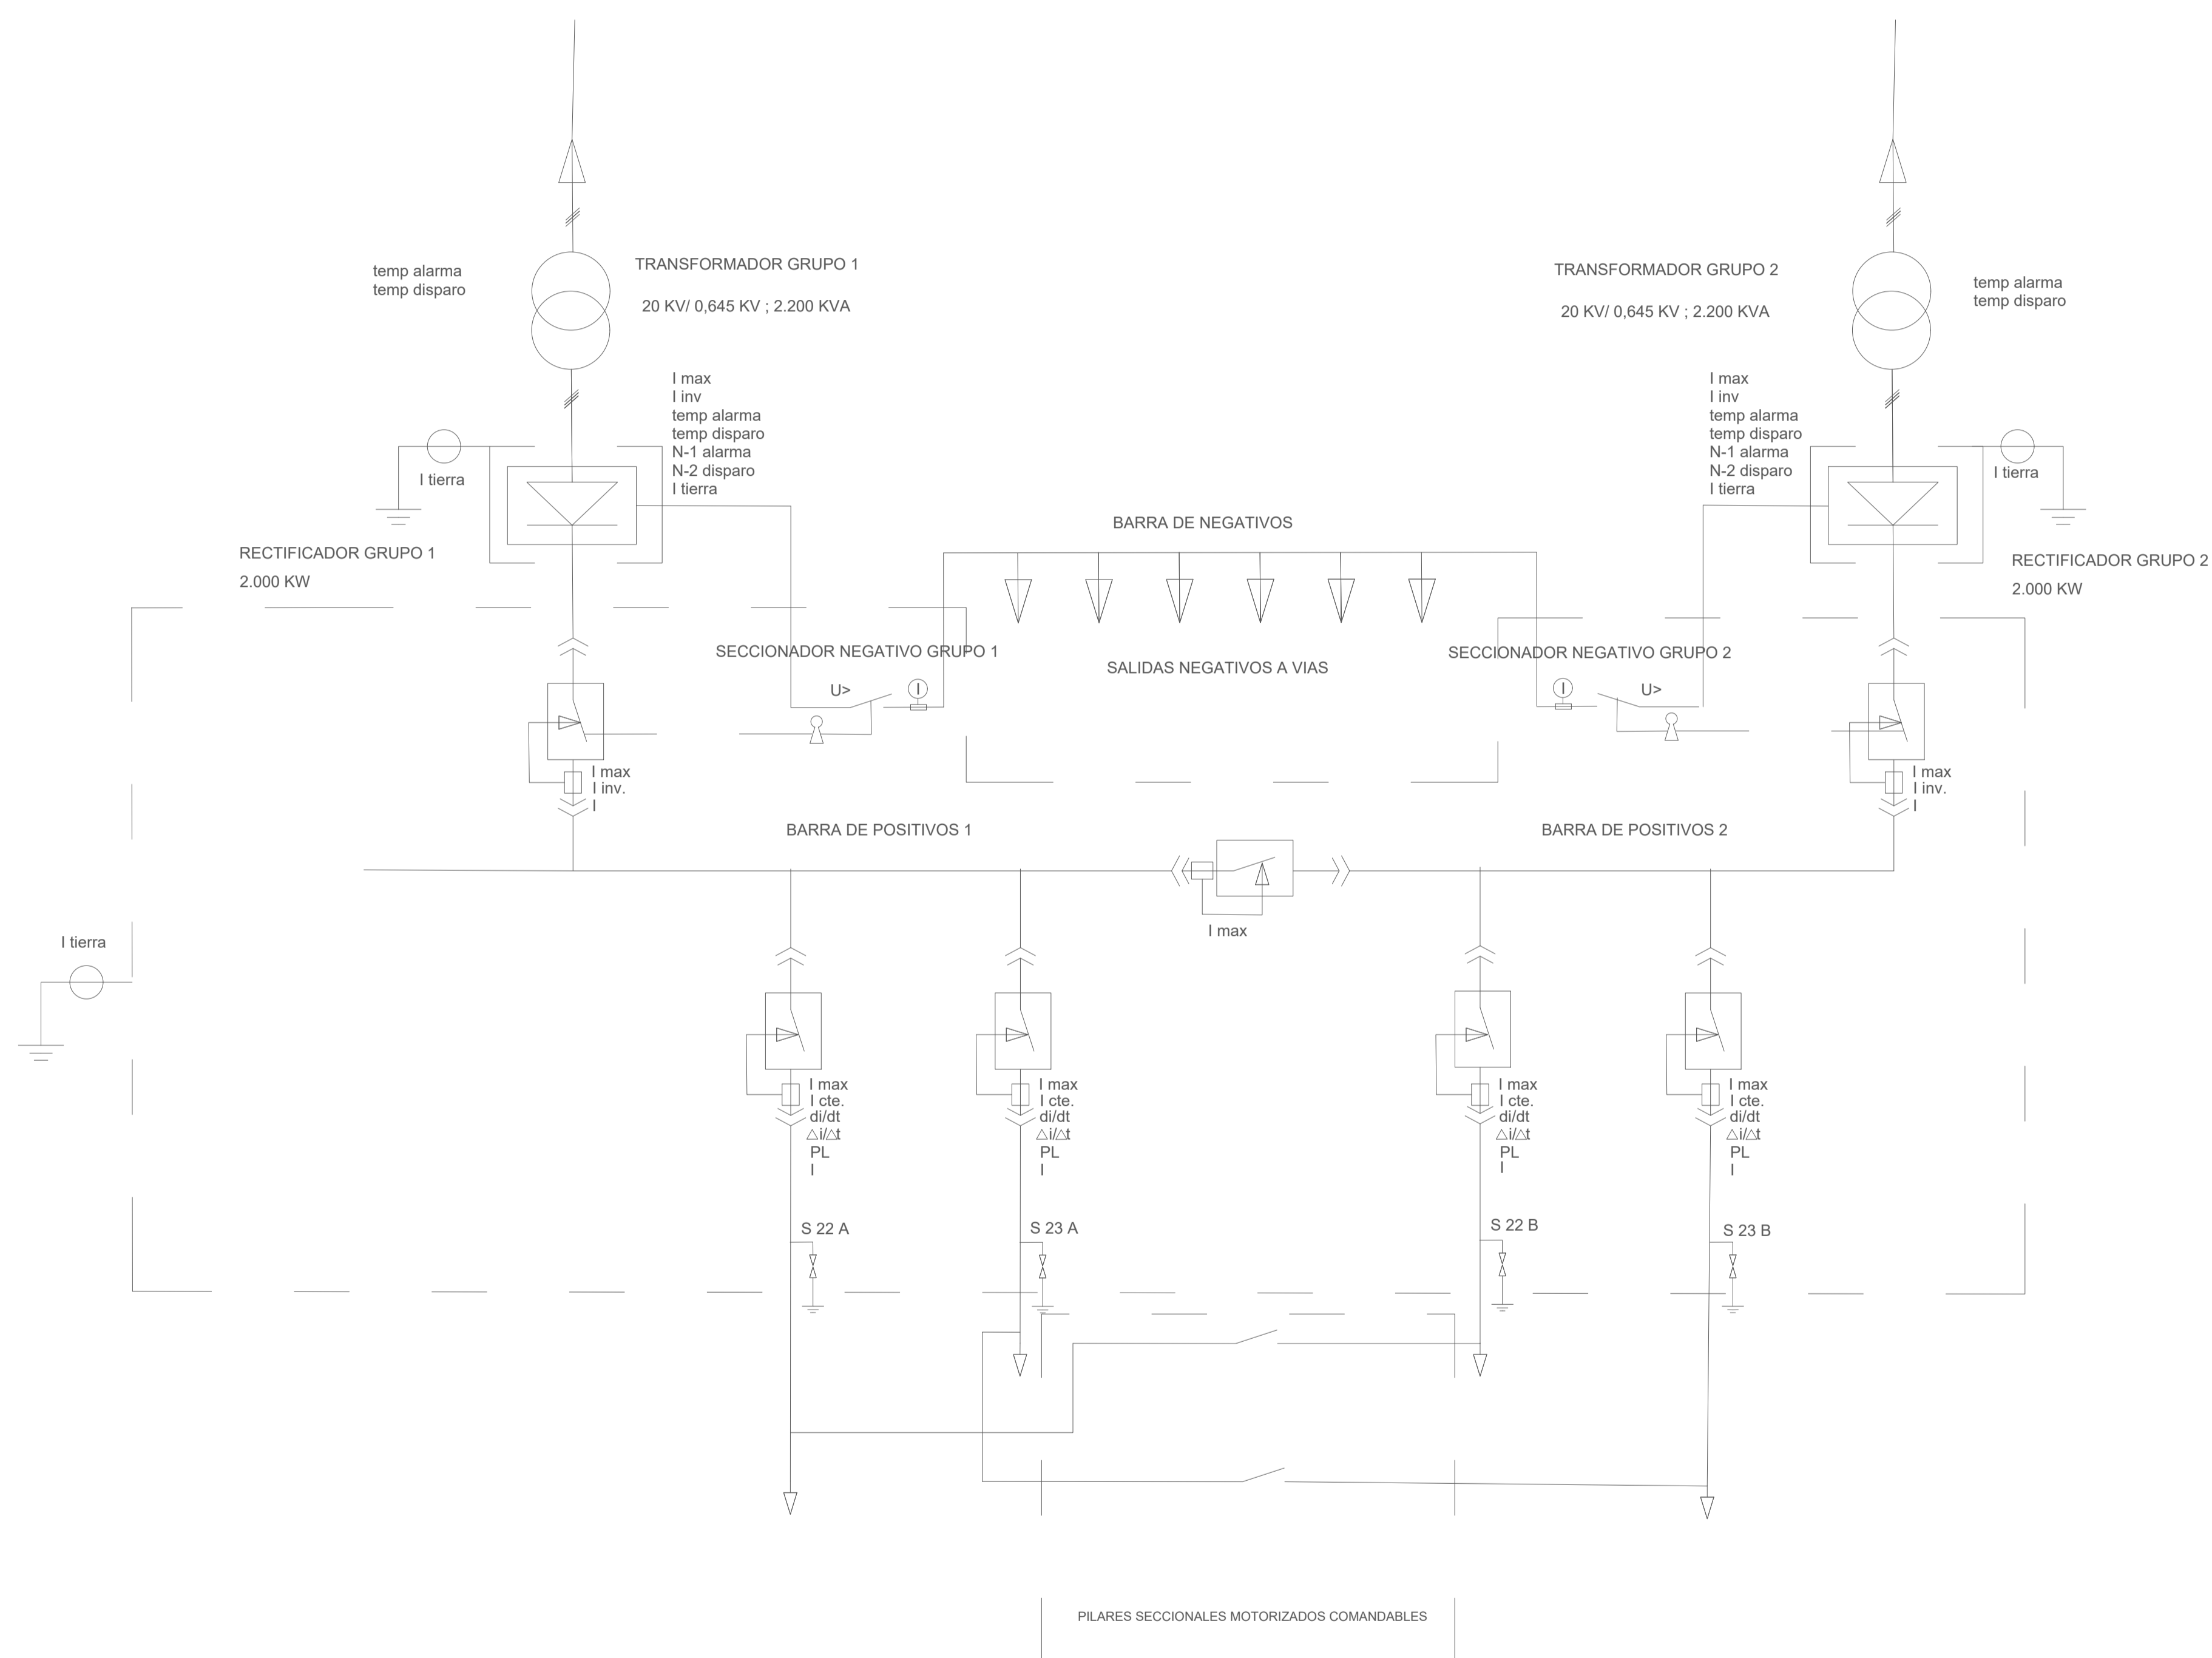 TRANSFORMADOR GRUPO 1
20 KV/ 0,645 KV ; 2.200 KVA
temp alarma
temp disparo
TRANSFORMADOR GRUPO 2
20 KV/ 0,645 KV ; 2.200 KVA
temp alarma
temp disparo
I max
I inv
temp alarma
temp disparo
N-1 alarma
N-2 disparo
I tierra
I tierra
RECTIFICADOR GRUPO 1
2.000 KW
I max
I inv
temp alarma
temp disparo
N-1 alarma
N-2 disparo
I tierra
I tierra
RECTIFICADOR GRUPO 2
2.000 KW
BARRA DE NEGATIVOS
SALIDAS NEGATIVOS A VIAS
SECCIONADOR NEGATIVO GRUPO 1
U>
I
SECCIONADOR NEGATIVO GRUPO 2
I
U>
I max
I inv.
I
I max
I inv.
I
BARRA DE POSITIVOS 1
BARRA DE POSITIVOS 2
I max
I tierra
I max
I cte.
di/dt
△i/△t
PL
I
I max
I cte.
di/dt
△i/△t
PL
I
I max
I cte.
di/dt
△i/△t
PL
I
I max
I cte.
di/dt
△i/△t
PL
I
S 22 A
S 23 A
S 22 B
S 23 B
PILARES SECCIONALES MOTORIZADOS COMANDABLES